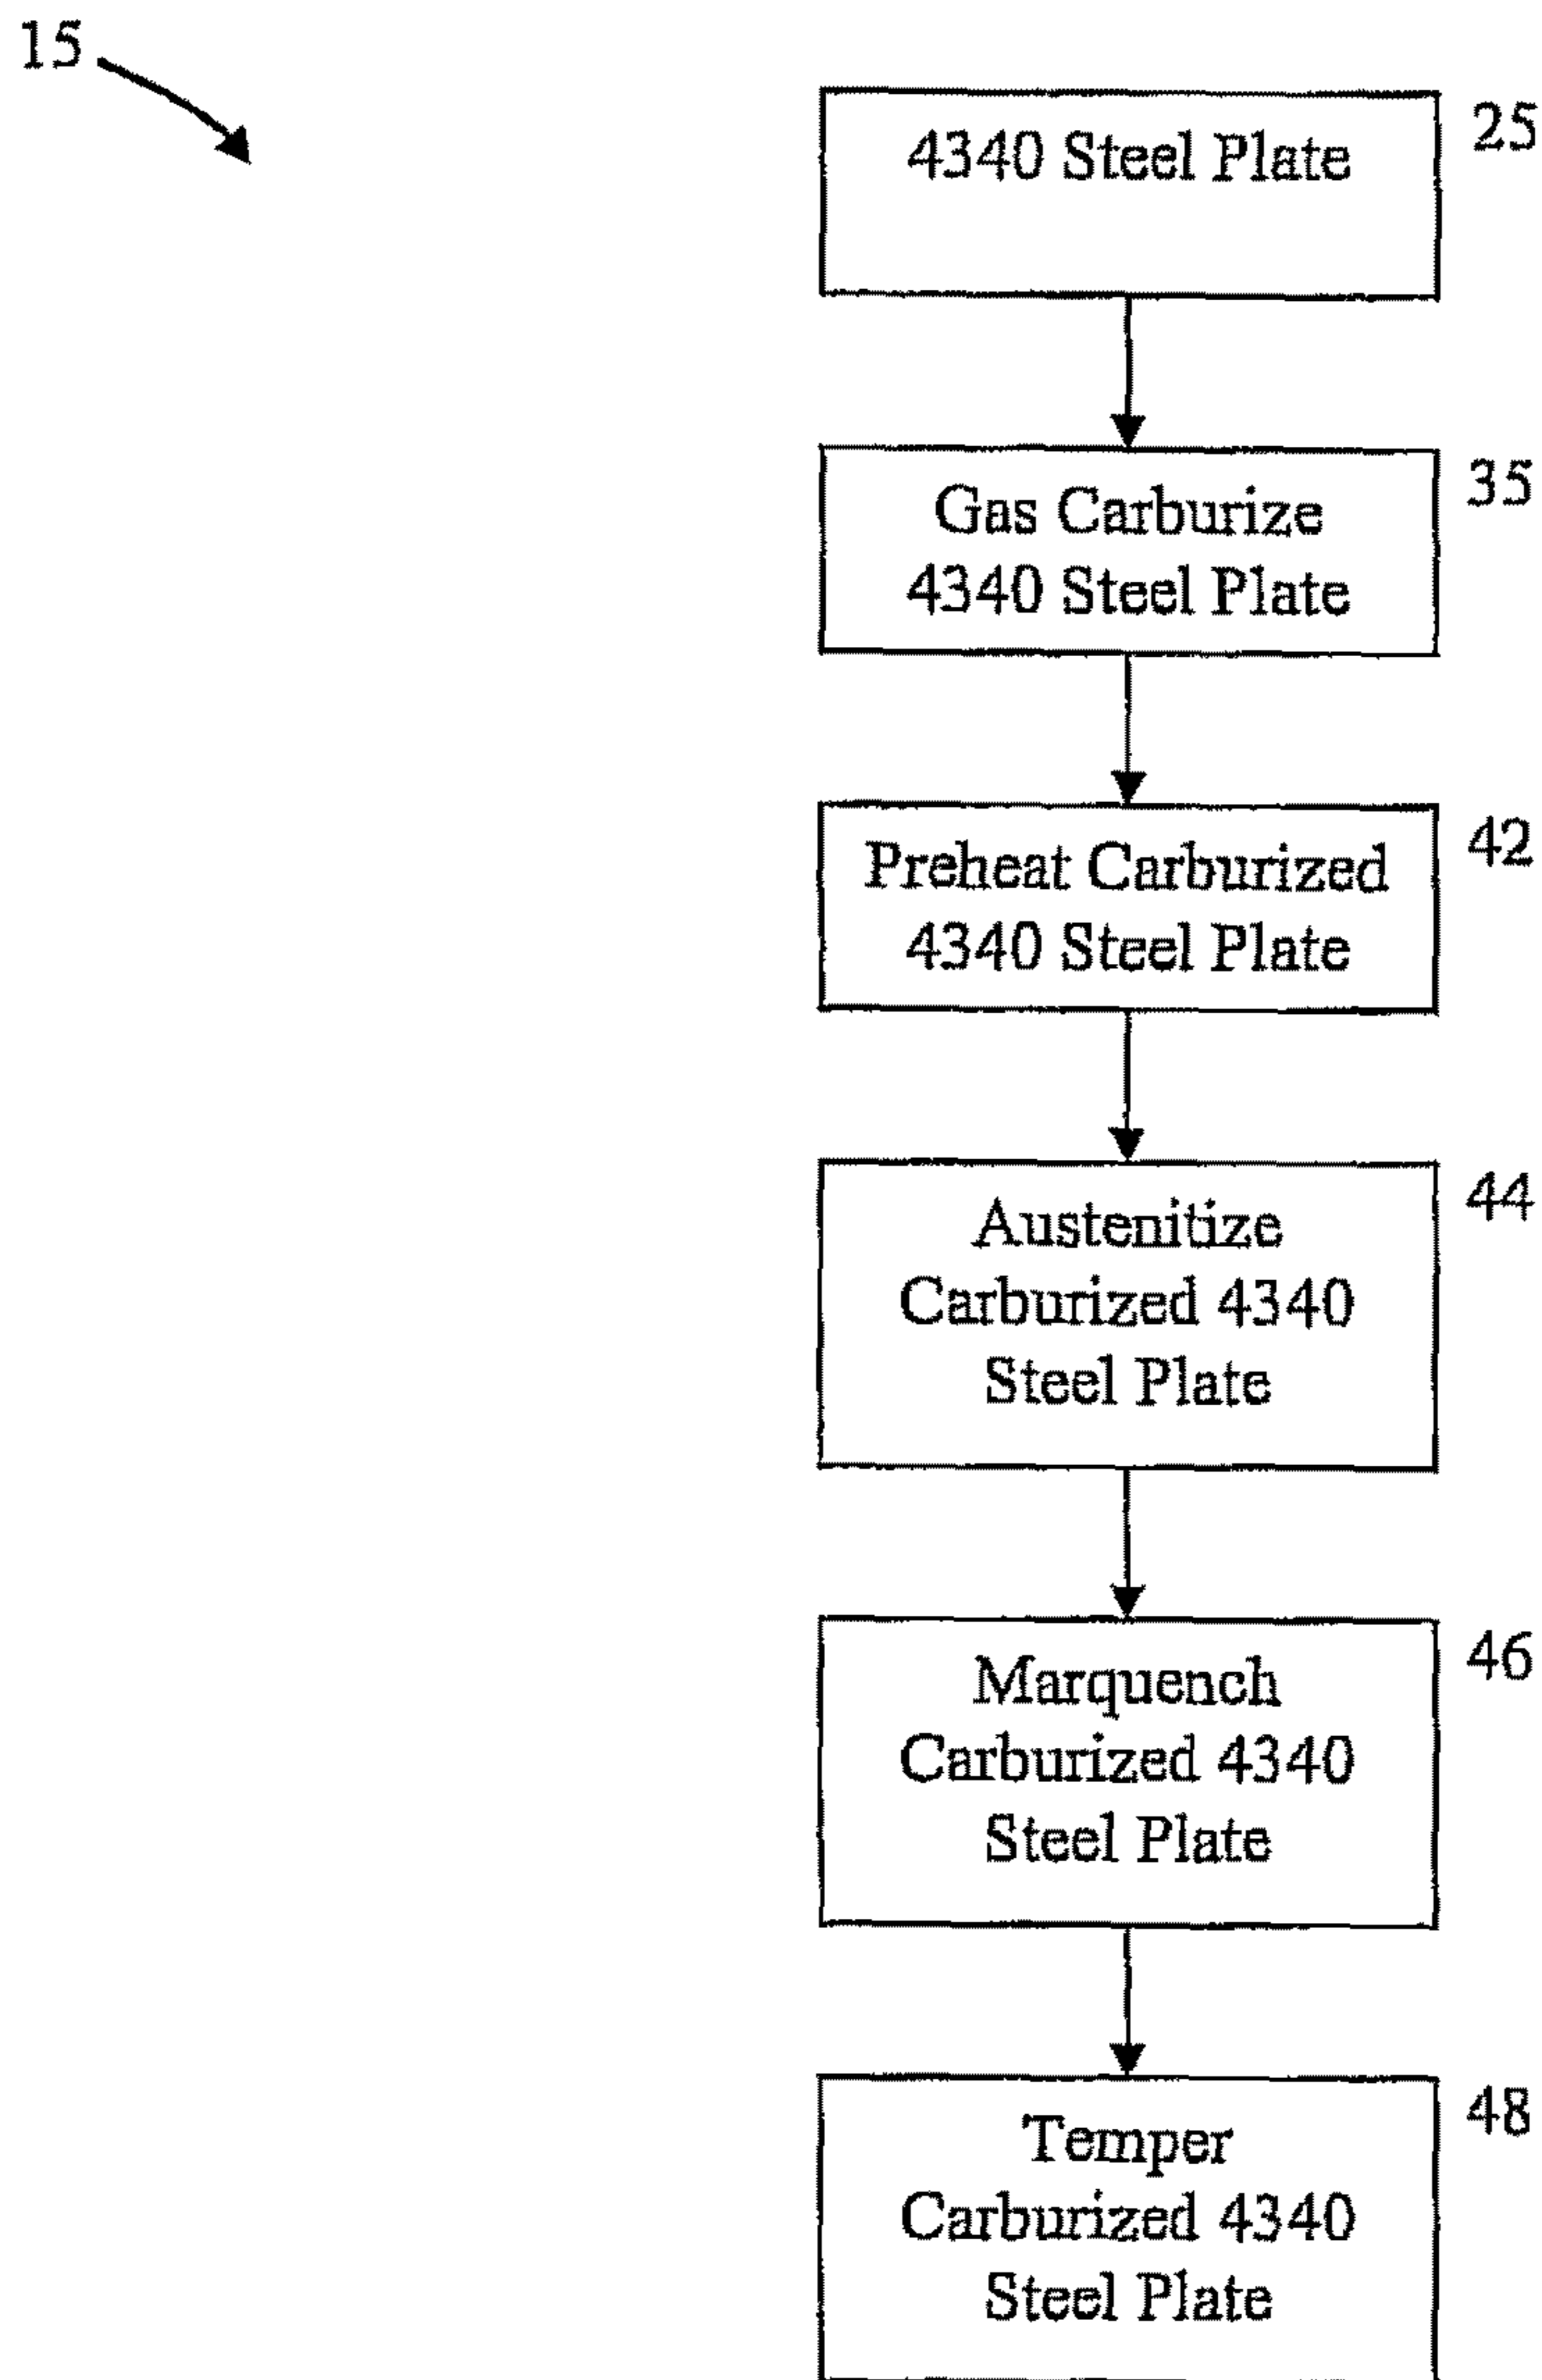 15
4340 Steel Plate
25
Gas Carburize
4340 Steel Plate
35
Preheat Carburized
4340 Steel Plate
42
Austenitize
Carburized 4340
Steel Plate
44
Marquench
Carburized 4340
Steel Plate
46
Temper
Carburized 4340
Steel Plate
48